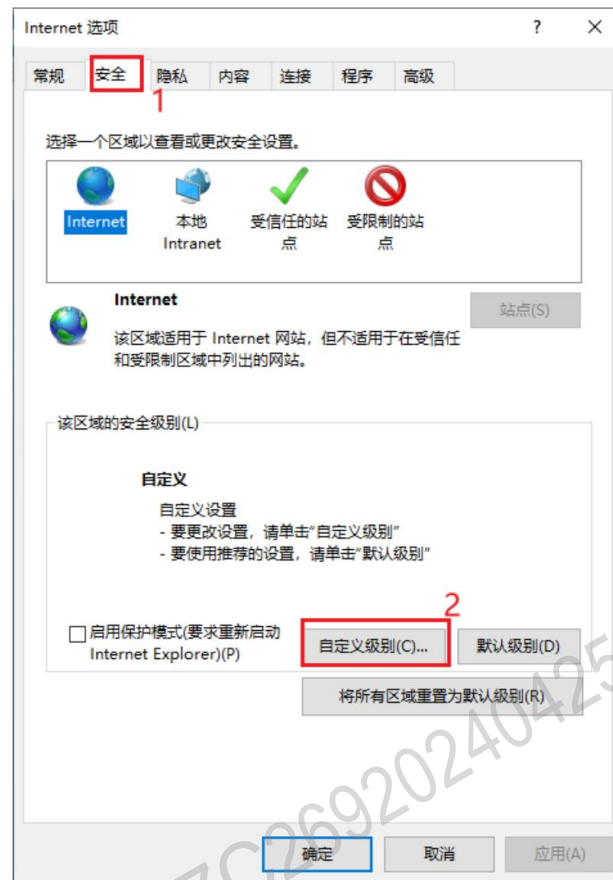 Internet 选项
? ×
常规 安全 隐私 内容 连接 程序 高级
1
选择一个区域以查看或更改安全设置。
Internet 本地 Intranet 受信任的站点 受限制的站点
Internet
站点(S)
该区域适用于 Internet 网站，但不适用于在受信任
和受限制区域中列出的网站。
该区域的安全级别(L)
自定义
自定义设置
- 要更改设置，请单击“自定义级别”
- 要使用推荐的设置，请单击“默认级别”
2
启用保护模式(要求重新启动
Internet Explorer)(P)
自定义级别(C)... 默认级别(D)
将所有区域重置为默认级别(R)
确定 取消 应用(A)